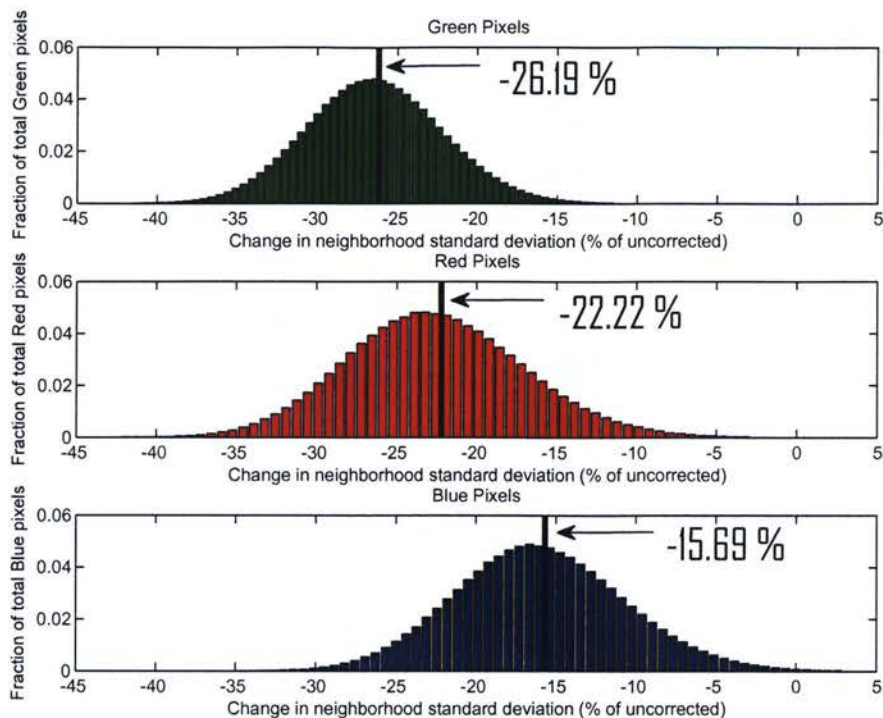 Green Pixels
Fraction of total Green pixels
0.06
0.04
0.02
0
-26.19 %
-45 -40 -35 -30 -25 -20 -15 -10 -5 0 5
Change in neighborhood standard deviation (% of uncorrected)
Red Pixels
Fraction of total Red pixels
0.06
0.04
0.02
0
-22.22 %
-45 -40 -35 -30 -25 -20 -15 -10 -5 0 5
Change in neighborhood standard deviation (% of uncorrected)
Blue Pixels
Fraction of total Blue pixels
0.06
0.04
0.02
0
-15.69 %
-45 -40 -35 -30 -25 -20 -15 -10 -5 0 5
Change in neighborhood standard deviation (% of uncorrected)